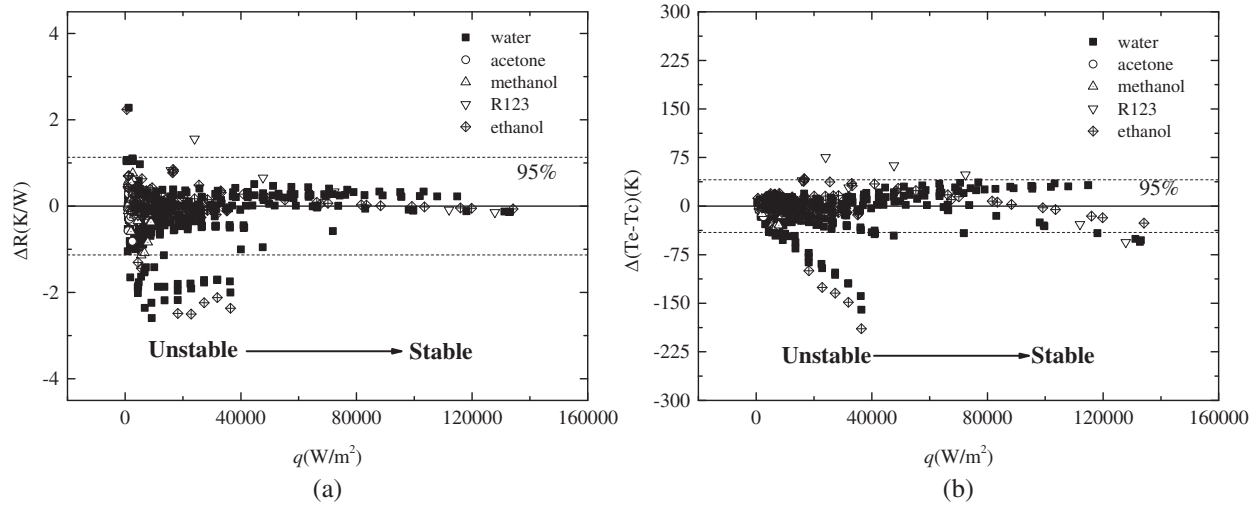 4
2
0
-2
-4
ΔR(K/W)
water
acetone
methanol
R123
ethanol
95%
Unstable
Stable
0
40000
80000
120000
160000
q(W/m²)
(a)
300
225
150
75
0
-75
-150
-225
-300
Δ(Te-Tc)(K)
water
acetone
methanol
R123
ethanol
95%
Unstable
Stable
0
40000
80000
120000
160000
q(W/m²)
(b)